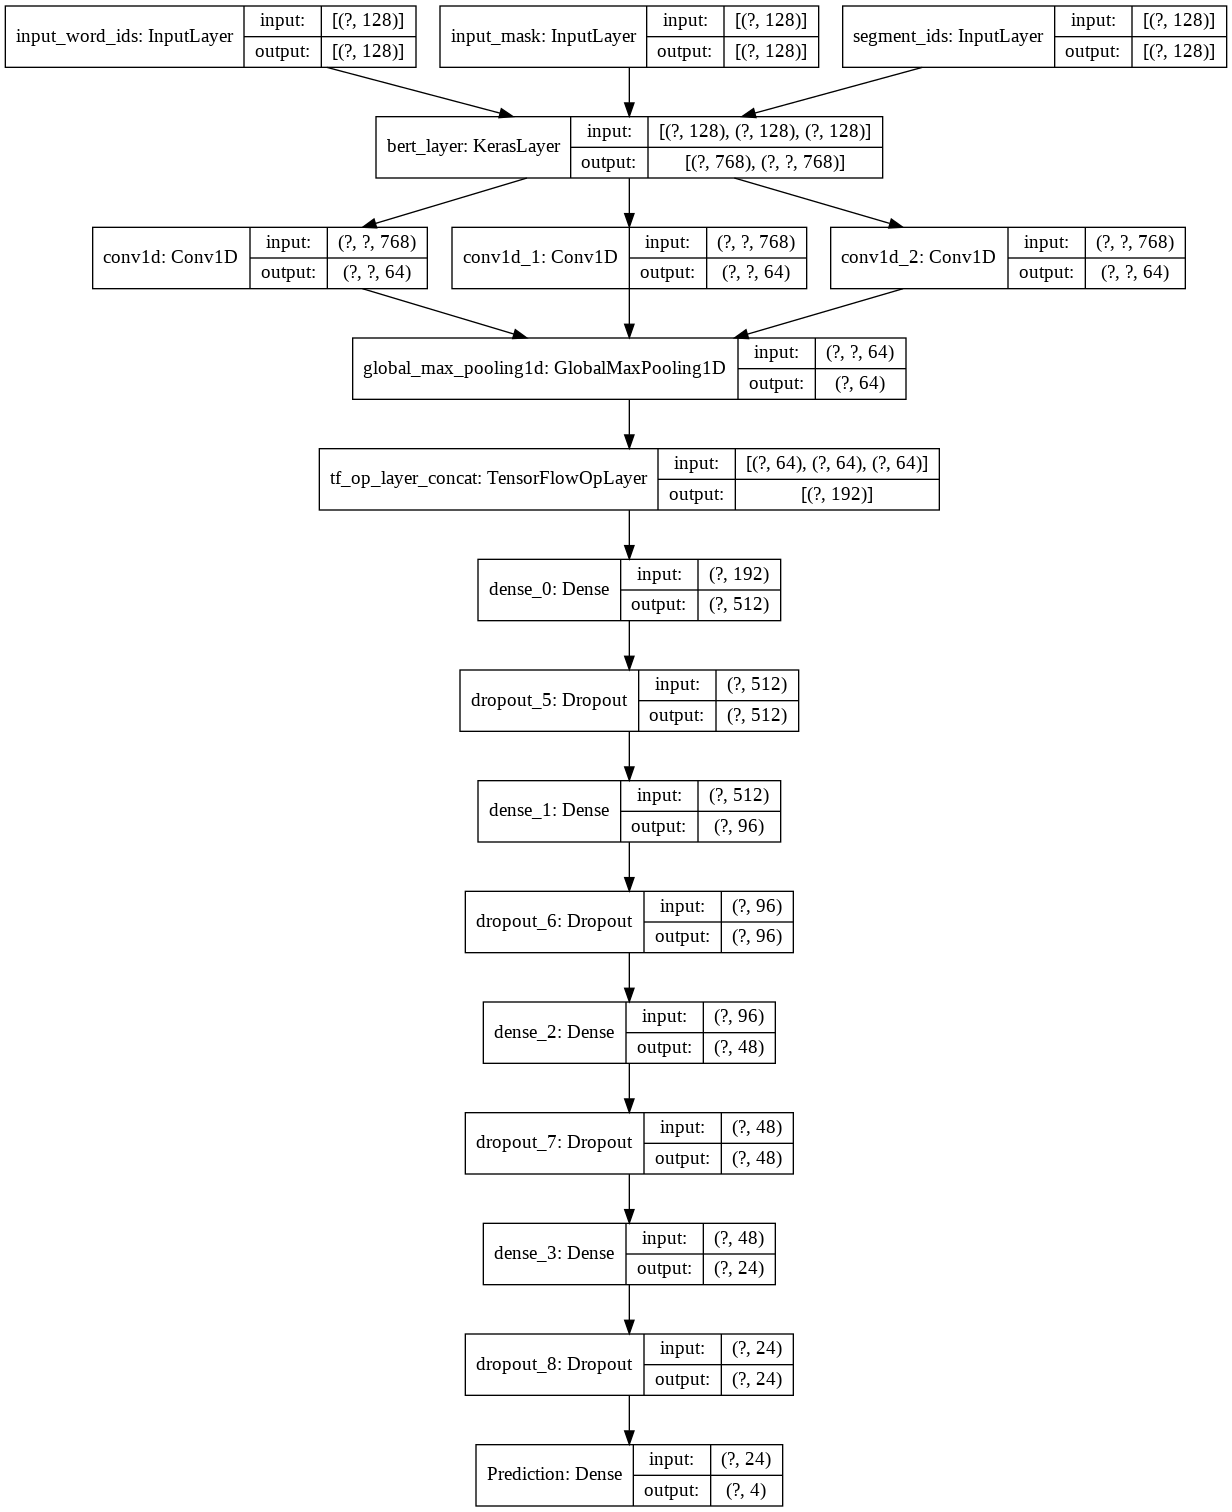 input_word_ids: InputLayer
input: [(?, 128)]
output: [(?, 128)]
input_mask: InputLayer
input: [(?, 128)]
output: [(?, 128)]
segment_ids: InputLayer
input: [(?, 128)]
output: [(?, 128)]
bert_layer: KerasLayer
input: [(?, 128), (?, 128), (?, 128)]
output: [(?, 768), (?, ?, 768)]
conv1d: Conv1D
input: (?, ?, 768)
output: (?, ?, 64)
conv1d_1: Conv1D
input: (?, ?, 768)
output: (?, ?, 64)
conv1d_2: Conv1D
input: (?, ?, 768)
output: (?, ?, 64)
global_max_pooling1d: GlobalMaxPooling1D
input: (?, ?, 64)
output: (?, 64)
tf_op_layer_concat: TensorFlowOpLayer
input: [(?, 64), (?, 64), (?, 64)]
output: [(?, 192)]
dense_0: Dense
input: (?, 192)
output: (?, 512)
dropout_5: Dropout
input: (?, 512)
output: (?, 512)
dense_1: Dense
input: (?, 512)
output: (?, 96)
dropout_6: Dropout
input: (?, 96)
output: (?, 96)
dense_2: Dense
input: (?, 96)
output: (?, 48)
dropout_7: Dropout
input: (?, 48)
output: (?, 48)
dense_3: Dense
input: (?, 48)
output: (?, 24)
dropout_8: Dropout
input: (?, 24)
output: (?, 24)
Prediction: Dense
input: (?, 24)
output: (?, 4)